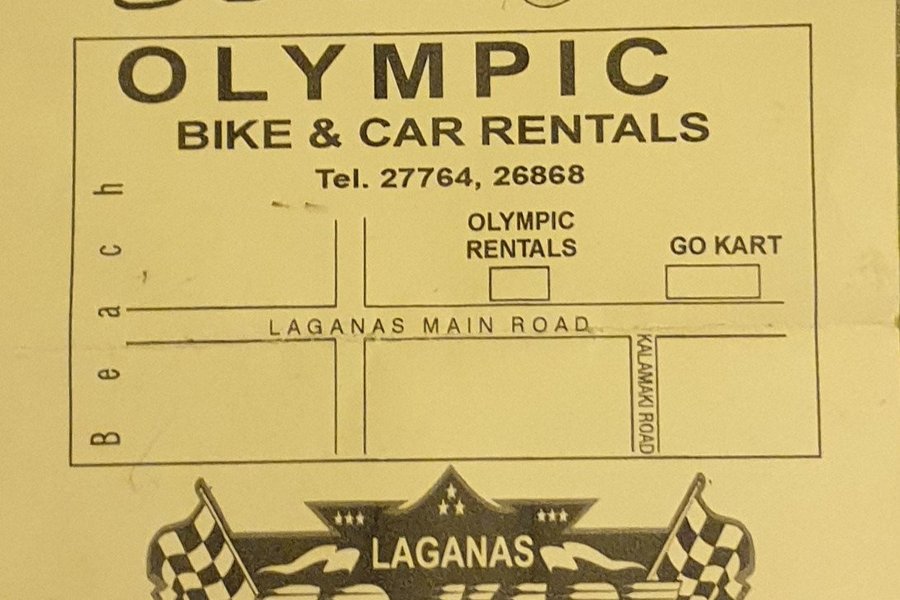 OLYMPIC
BIKE & CAR RENTALS
Tel. 27764, 26868
OLYMPIC
RENTALS
GO KART
Beach
LAGANAS MAIN ROAD
KALAMAKI ROAD
LAGANAS